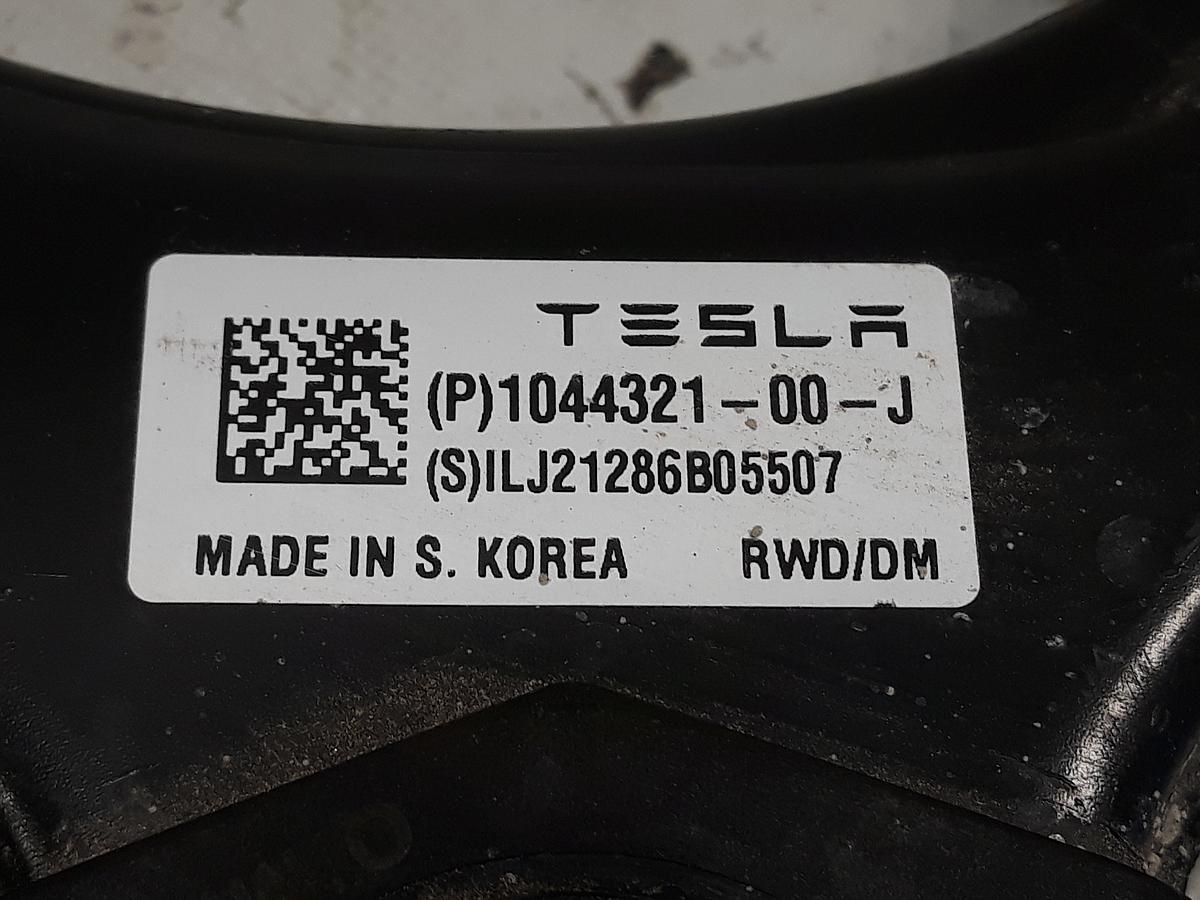 TESLA
(P)1044321-00-J
(S)ILJ21286B05507
MADE IN S. KOREA RWD/DM